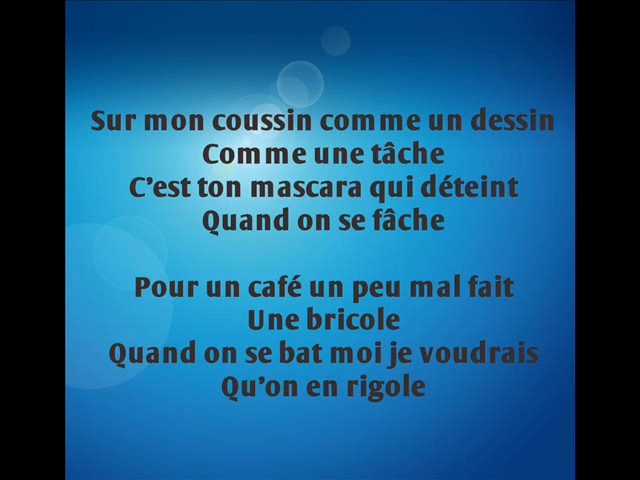 Sur mon coussin comme un dessin
Comme une tâche
C'est ton mascara qui déteint
Quand on se fâche
Pour un café un peu mal fait
Une bricole
Quand on se bat moi je voudrais
Qu'on en rigole